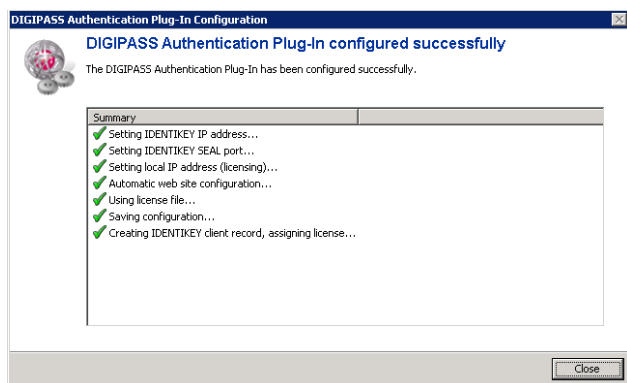 DIGIPASS Authentication Plug-In Configuration
DIGIPASS Authentication Plug-In configured successfully
The DIGIPASS Authentication Plug-In has been configured successfully.
Summary
Setting IDENTIKEY IP address...
Setting IDENTIKEY SEAL port...
Setting local IP address (licensing)...
Automatic web site configuration...
Using license file...
Saving configuration...
Creating IDENTIKEY client record, assigning license...
Close